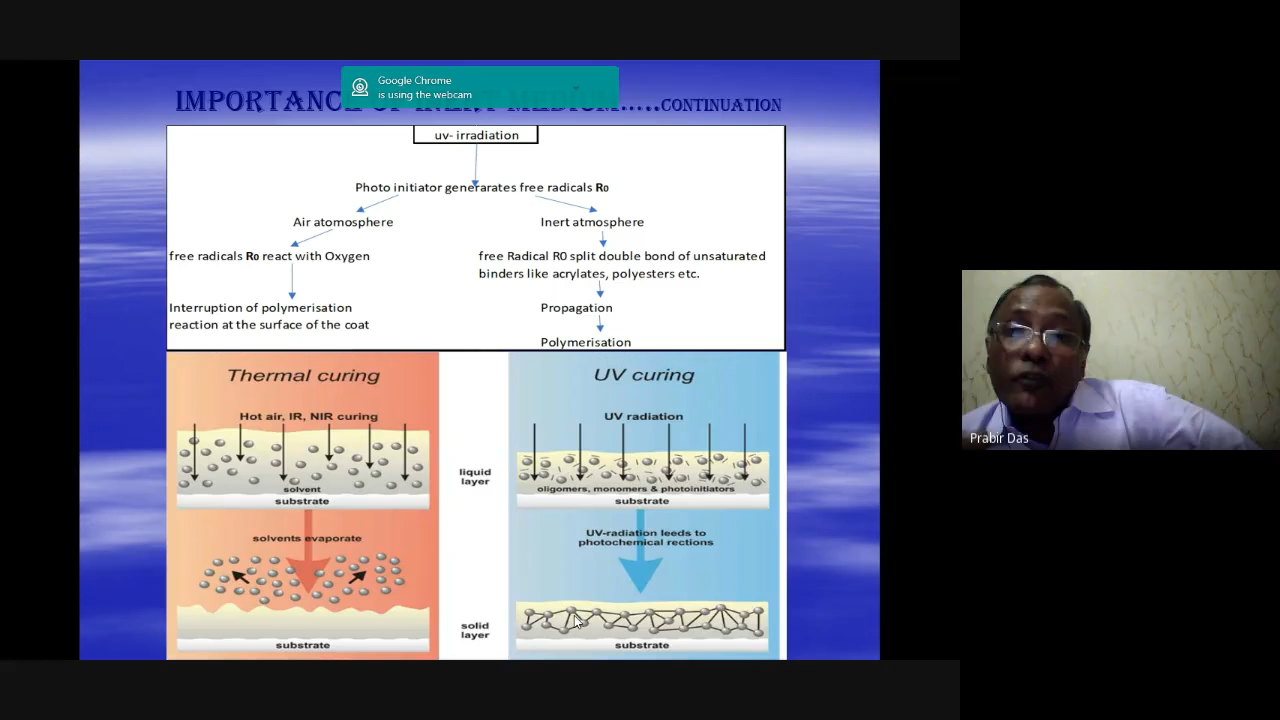 Google Chrome
is using the webcam
IMPORTANCE OF INERT MEDIUM.....CONTINUATION
uv- irradiation
Photo initiator generarates free radicals R0
Air atomosphere
Inert atmosphere
free radicals R0 react with Oxygen
free Radical R0 split double bond of unsaturated
binders like acrylates, polyesters etc.
Interruption of polymerisation
reaction at the surface of the coat
Propagation
Polymerisation
Thermal curing
Hot air, IR, NIR curing
solvent
substrate
solvents evaporate
substrate
liquid
layer
solid
layer
UV curing
UV radiation
oligomers, monomers & photoinitiators
substrate
UV-radiation leeds to
photochemical rections
substrate
Prabir Das